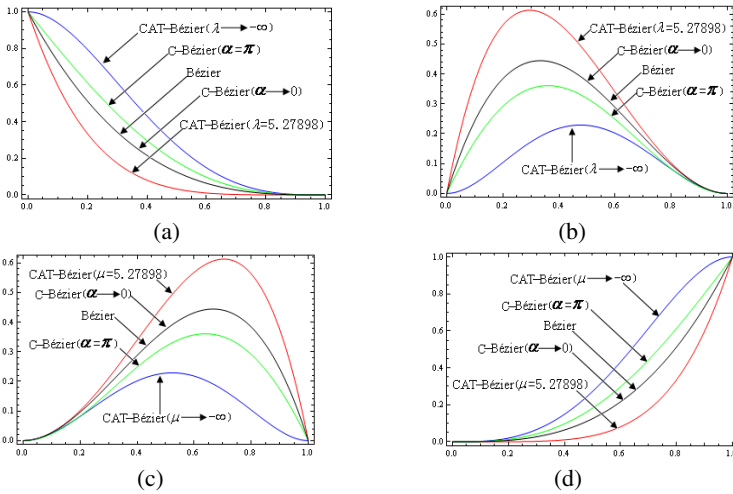 1.0
0.8
0.6
0.4
0.2
0.0
0.0 0.2 0.4 0.6 0.8 1.0
CAT-Bézier(λ→-∞)
C-Bézier(α=π)
Bézier
C-Bézier(α→0)
CAT-Bézier(λ=5.27898)
(a)
0.6
0.5
0.4
0.3
0.2
0.1
0.0
0.0 0.2 0.4 0.6 0.8 1.0
CAT-Bézier(λ=5.27898)
C-Bézier(α→0)
Bézier
C-Bézier(α=π)
CAT-Bézier(λ→-∞)
(b)
0.6
0.5
0.4
0.3
0.2
0.1
0.0
0.0 0.2 0.4 0.6 0.8 1.0
CAT-Bézier(μ=5.27898)
C-Bézier(α→0)
Bézier
C-Bézier(α=π)
CAT-Bézier(μ→-∞)
(c)
1.0
0.8
0.6
0.4
0.2
0.0
0.0 0.2 0.4 0.6 0.8 1.0
CAT-Bézier(μ→-∞)
C-Bézier(α=π)
Bézier
C-Bézier(α→0)
CAT-Bézier(μ=5.27898)
(d)